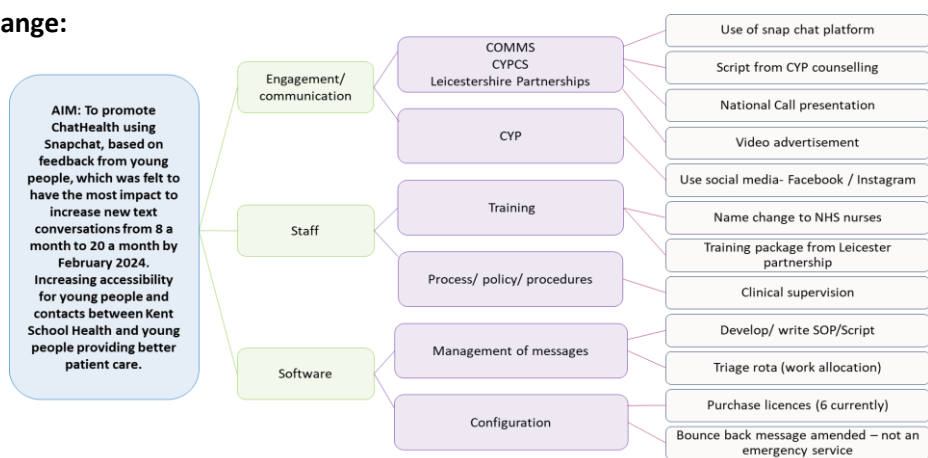 ange:
AIM: To promote
ChatHealth using
Snapchat, based on
feedback from young
people, which was felt to
have the most impact to
increase new text
conversations from 8 a
month to 20 a month by
February 2024.
Increasing accessibility
for young people and
contacts between Kent
School Health and young
people providing better
patient care.
Engagement/
communication
Staff
Software
COMMS
CYPCS
Leicestershire Partnerships
CYP
Training
Process/ policy/ procedures
Management of messages
Configuration
Use of snap chat platform
Script from CYP counselling
National Call presentation
Video advertisement
Use social media- Facebook / Instagram
Name change to NHS nurses
Training package from Leicester
partnership
Clinical supervision
Develop/ write SOP/Script
Triage rota (work allocation)
Purchase licences (6 currently)
Bounce back message amended – not an
emergency service